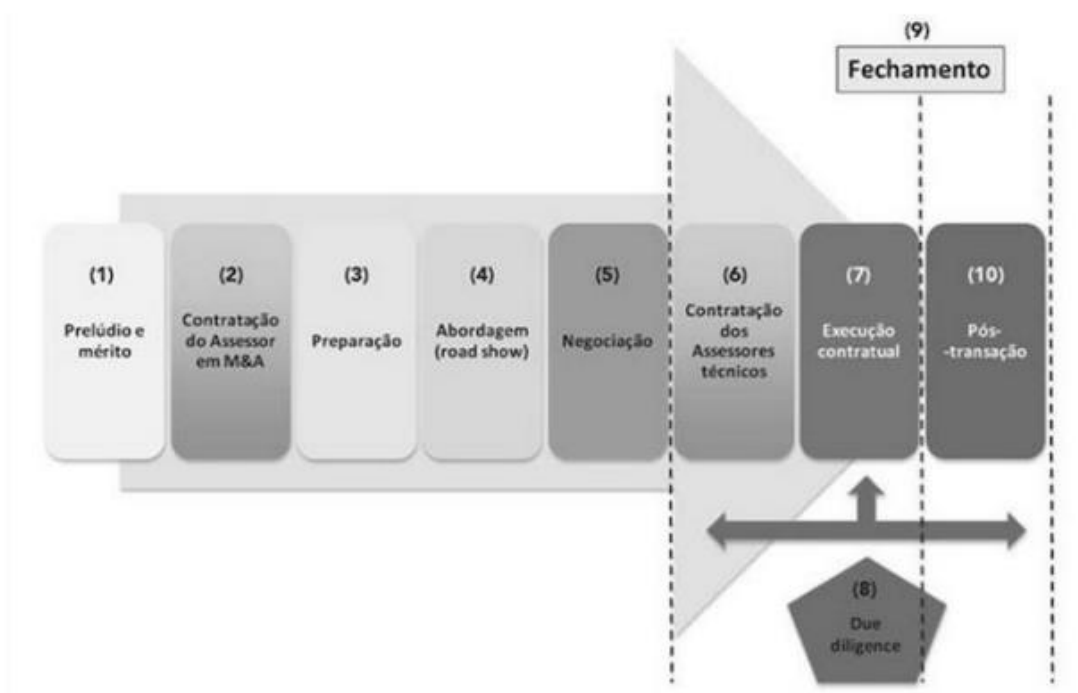 (9)
Fechamento
(1)
Prelúdio e
mérito
(2)
Contratação
do Assessor
em M&A
(3)
Preparação
(4)
Abordagem
(road show)
(5)
Negociação
(6)
Contratação
dos
Assessores
técnicos
(7)
Execução
contratual
(10)
Pós-
-transação
(8)
Due
diligence